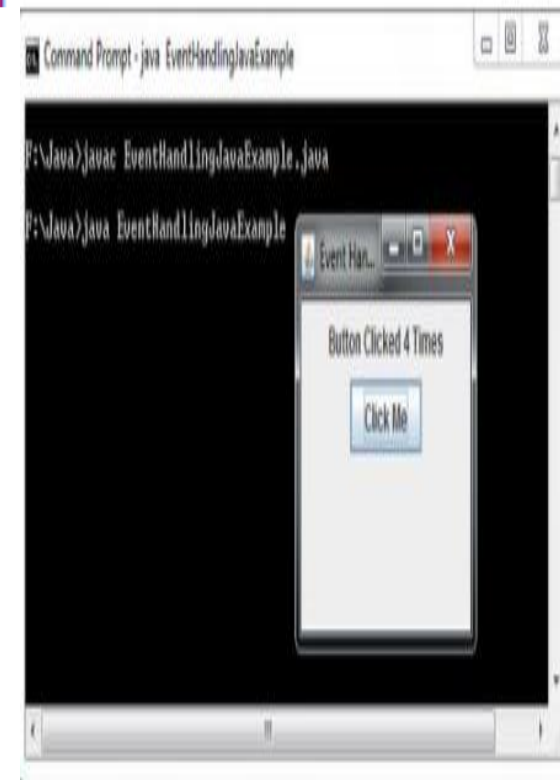 Command Prompt - java EventHandlingJavaExample
F:\Java>javac EventHandlingJavaExample.java
F:\Java>java EventHandlingJavaExample
Event Han...
Button Clicked 4 Times
Click Me